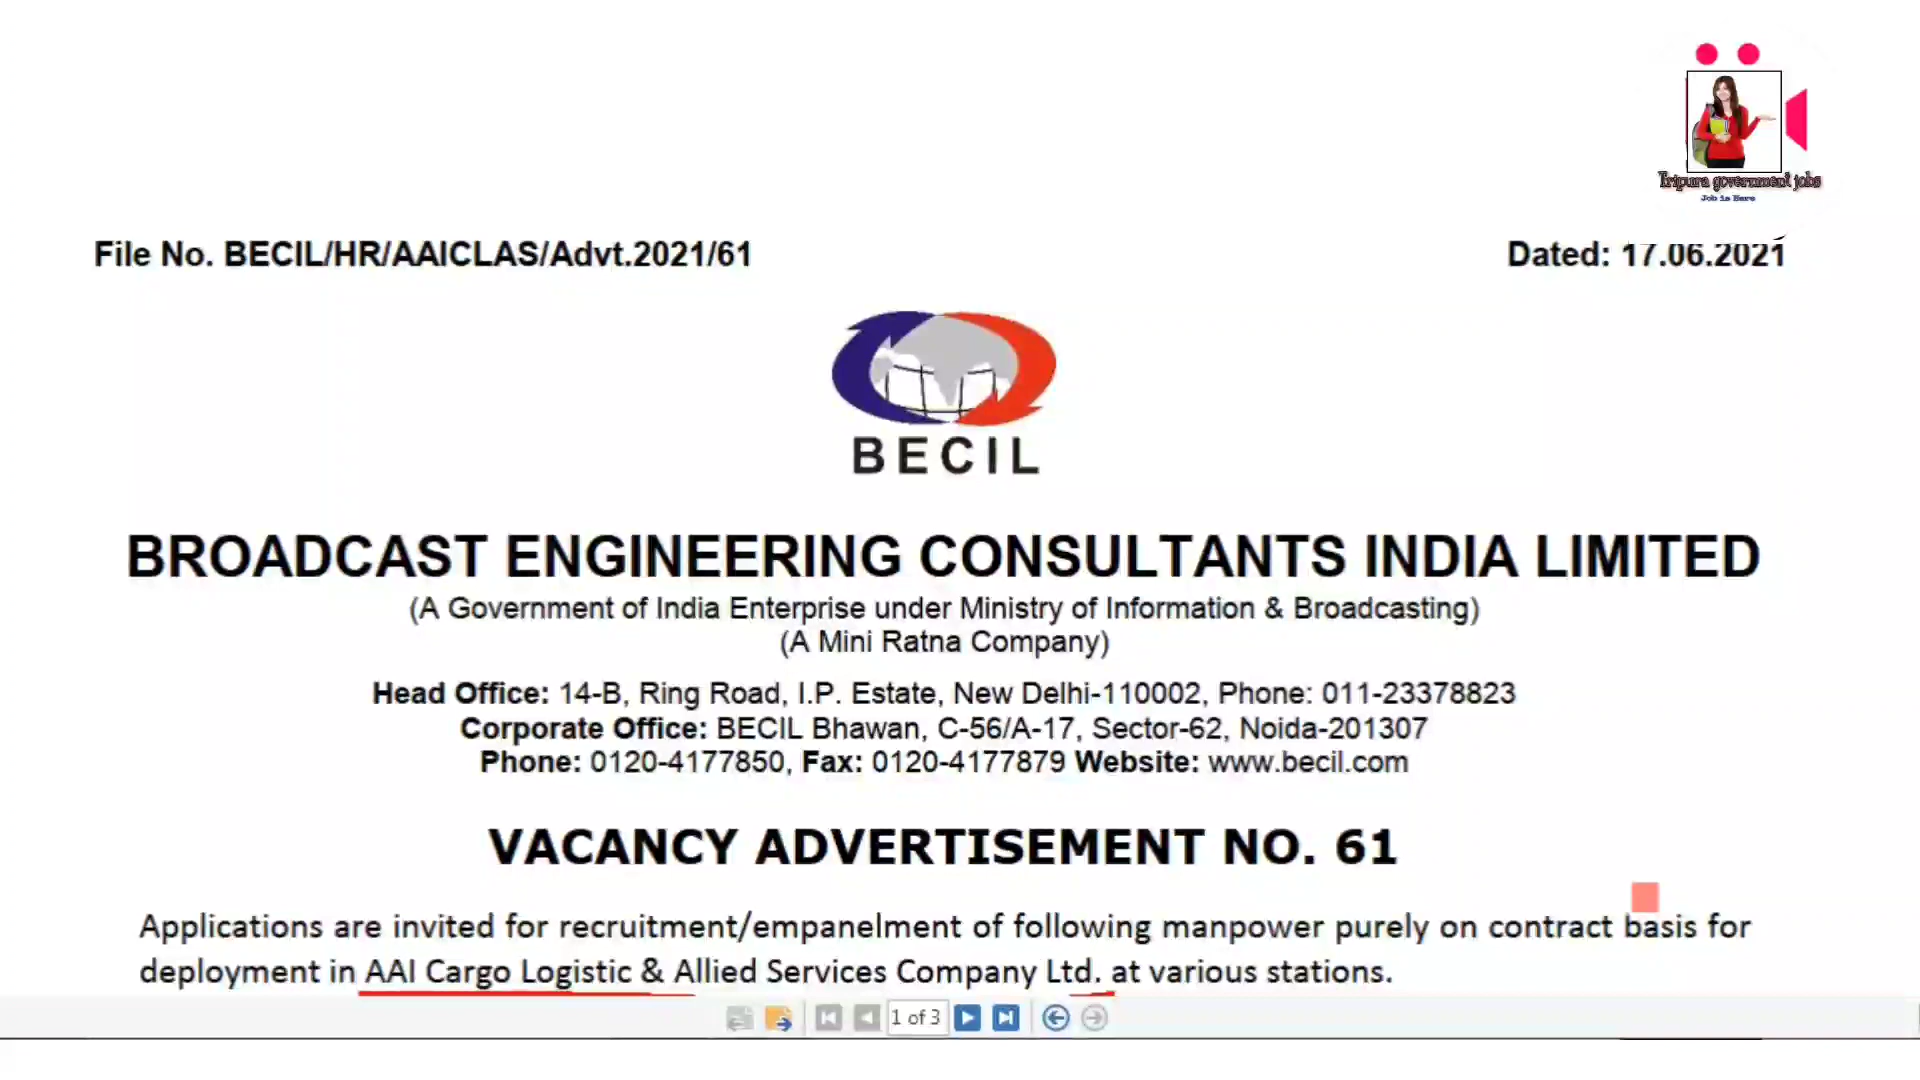 Tripura government jobs
Job is Here
File No. BECIL/HR/AAICLAS/Advt.2021/61 Dated: 17.06.2021
BECIL
BROADCAST ENGINEERING CONSULTANTS INDIA LIMITED
(A Government of India Enterprise under Ministry of Information & Broadcasting)
(A Mini Ratna Company)
Head Office: 14-B, Ring Road, I.P. Estate, New Delhi-110002, Phone: 011-23378823
Corporate Office: BECIL Bhawan, C-56/A-17, Sector-62, Noida-201307
Phone: 0120-4177850, Fax: 0120-4177879 Website: www.becil.com
VACANCY ADVERTISEMENT NO. 61
Applications are invited for recruitment/empanelment of following manpower purely on contract basis for
deployment in AAI Cargo Logistic & Allied Services Company Ltd. at various stations.
1 of 3